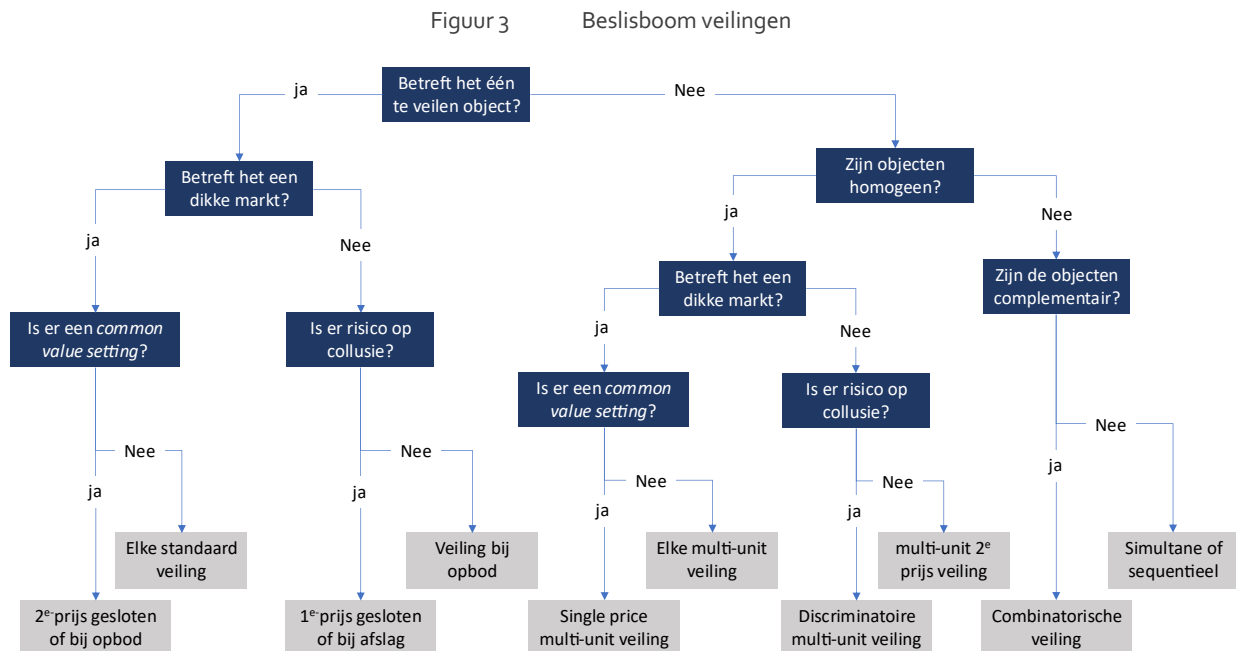 Figuur 3 Beslisboom veilingen
Betreft het één
te veilen object?
ja
Nee
Betreft het een
dikke markt?
Zijn objecten
homogeen?
ja
Nee
ja
Nee
Is er een common
value setting?
Is er risico op
collusie?
Betreft het een
dikke markt?
Zijn de objecten
complementair?
ja
Nee
Is er een common
value setting?
Is er risico op
collusie?
Nee
ja
Nee
ja
Nee
ja
Nee
ja
Nee
ja
Elke standaard
veiling
Veiling bij
opbod
Elke multi-unit
veiling
multi-unit 2e
prijs veiling
Simultane of
sequentieel
2e-prijs gesloten
of bij opbod
1e-prijs gesloten
of bij afslag
Single price
multi-unit veiling
Discriminatoire
multi-unit veiling
Combinatorische
veiling